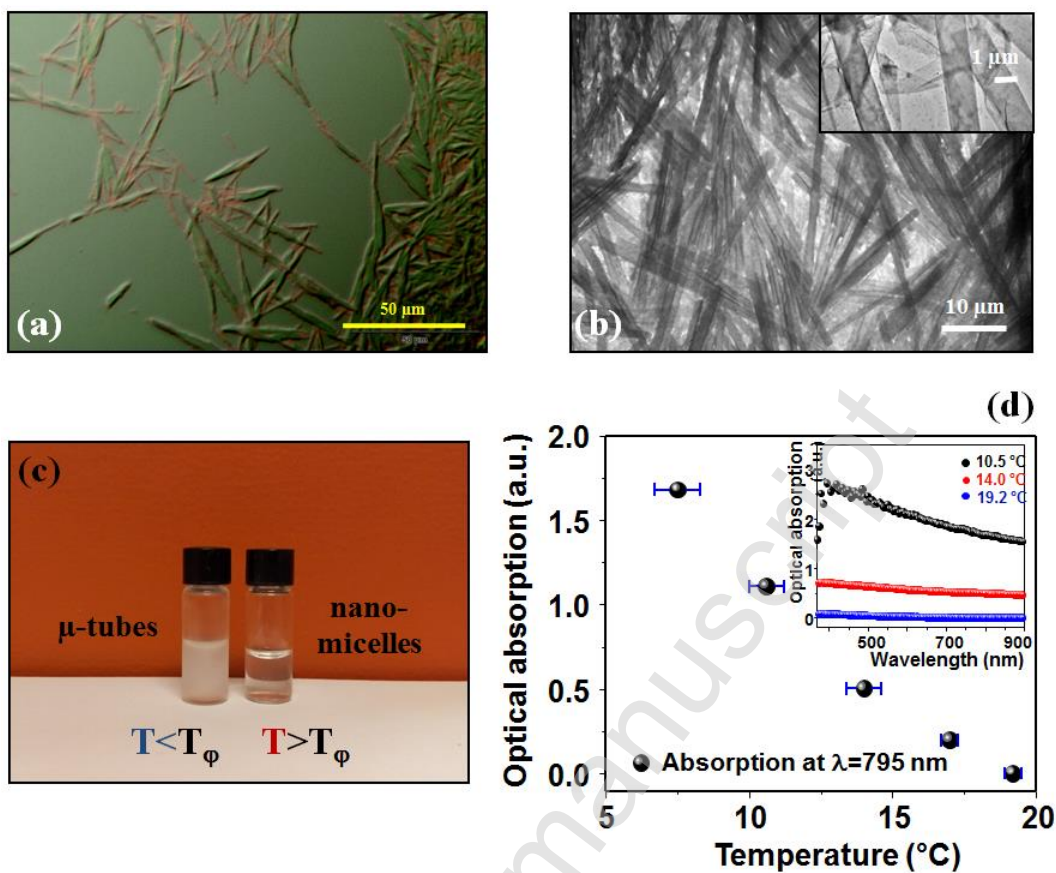 (a)
50 μm
50 μm
(b)
1 μm
10 μm
(c)
μ-tubes
nano-
micelles
T<Tφ T>Tφ
(d)
Optical absorption (a.u.)
2.0
1.5
1.0
0.5
0.0
5 10 15 20
Temperature (°C)
Absorption at λ=795 nm
Optical absorption
(a.u.)
3
2
1
0
500 700 900
Wavelength (nm)
10.5 °C
14.0 °C
19.2 °C
manuscript